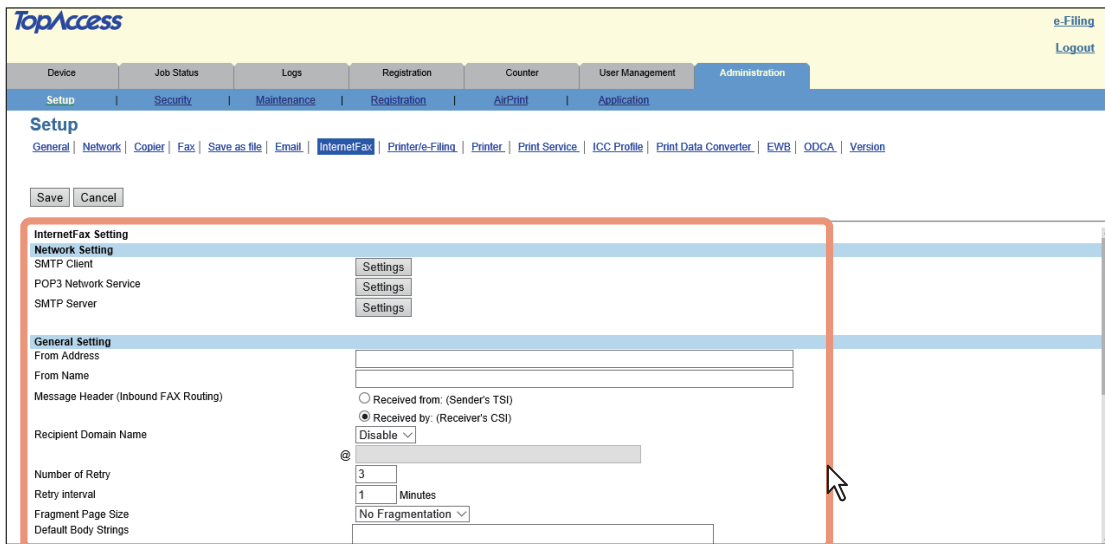 TopAccess
e-Filing
Logout
Device Job Status Logs Registration Counter User Management Administration
Setup | Security | Maintenance | Registration | AirPrint | Application
Setup
General | Network | Copier | Fax | Save as file | Email | InternetFax | Printer/e-Filing | Printer | Print Service | ICC Profile | Print Data Converter | EWB | ODCA | Version
Save Cancel
InternetFax Setting
Network Setting
SMTP Client Settings
POP3 Network Service Settings
SMTP Server Settings
General Setting
From Address
From Name
Message Header (Inbound FAX Routing) Received from: (Sender's TSI)
Received by: (Receiver's CSI)
Recipient Domain Name Disable
@
Number of Retry 3
Retry interval 1 Minutes
Fragment Page Size No Fragmentation
Default Body Strings